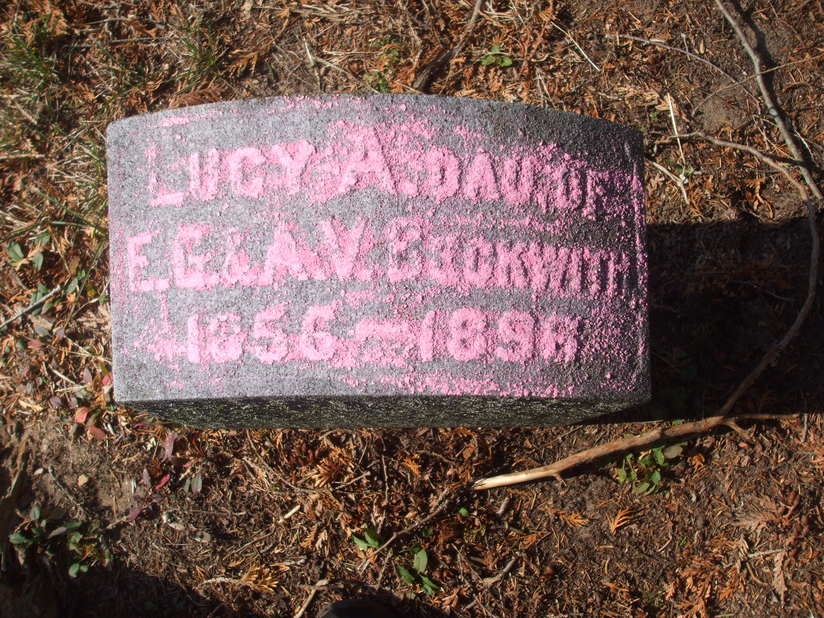 LUCY A. DAU. OF
E. G. & A. V. BECKWITH
1856 – 1898